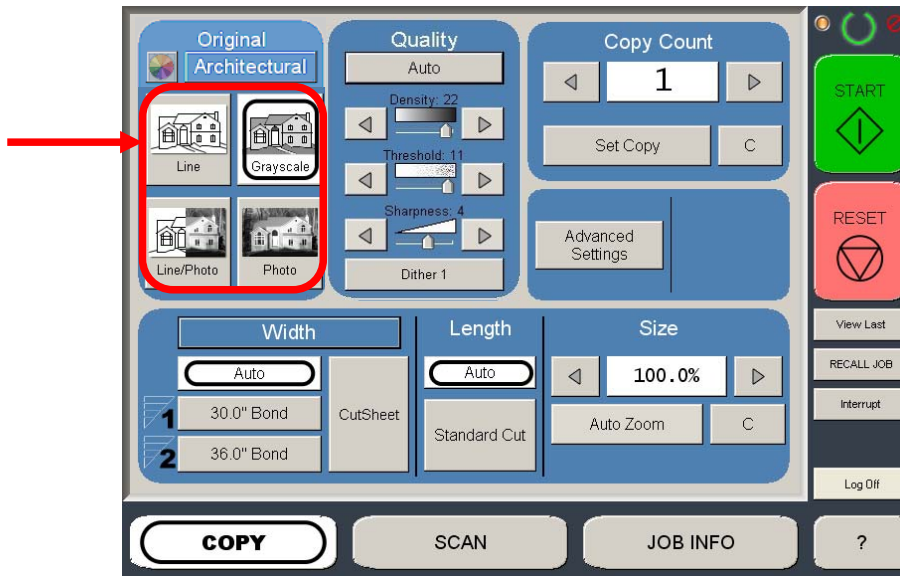 Original
Architectural
Line
Grayscale
Line/Photo
Photo
Quality
Auto
Density: 22
Threshold: 11
Sharpness: 4
Dither 1
Copy Count
1
Set Copy
C
Advanced
Settings
Width
Auto
1
30.0" Bond
2
36.0" Bond
CutSheet
Length
Auto
Standard Cut
Size
100.0%
Auto Zoom
C
START
RESET
View Last
RECALL JOB
Interrupt
Log Off
COPY
SCAN
JOB INFO
?